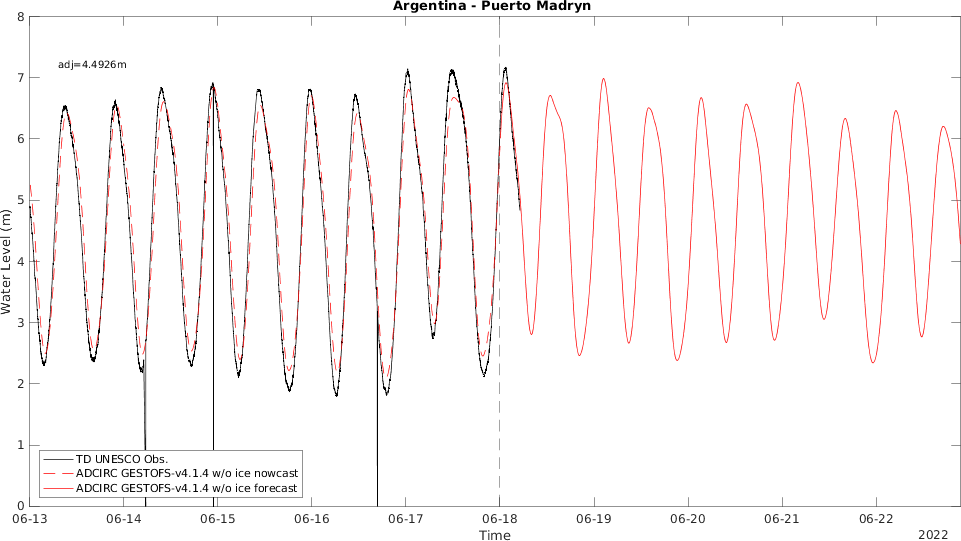 Argentina - Puerto Madryn
8
adj=4.4926m
7
6
5
4
3
2
1
0
Water Level (m)
TD UNESCO Obs.
ADCIRC GESTOFS-v4.1.4 w/o ice nowcast
ADCIRC GESTOFS-v4.1.4 w/o ice forecast
06-13 06-14 06-15 06-16 06-17 06-18 06-19 06-20 06-21 06-22
Time
2022